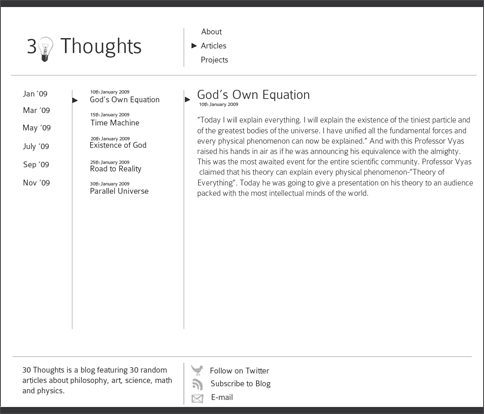 30 Thoughts
About
Articles
Projects
Jan '09
Mar '09
May '09
July '09
Sep '09
Nov '09
10th January 2009
God's Own Equation
15th January 2009
Time Machine
20th January 2009
Existence of God
25th January 2009
Road to Reality
30th January 2009
Parallel Universe
God's Own Equation
10th January 2009
"Today I will explain everything. I will explain the existence of the tiniest particle and
of the greatest bodies of the universe. I have unified all the fundamental forces and
every physical phenomenon can now be explained." And with this Professor Vyas
raised his hands in air as if he was announcing his equivalence with the almighty.
This was the most awaited event for the entire scientific community. Professor Vyas
claimed that his theory can explain every physical phenomenon-"Theory of
Everything". Today he was going to give a presentation on his theory to an audience
packed with the most intellectual minds of the world.
30 Thoughts is a blog featuring 30 random
articles about philosophy, art, science, math
and physics.
Follow on Twitter
Subscribe to Blog
E-mail